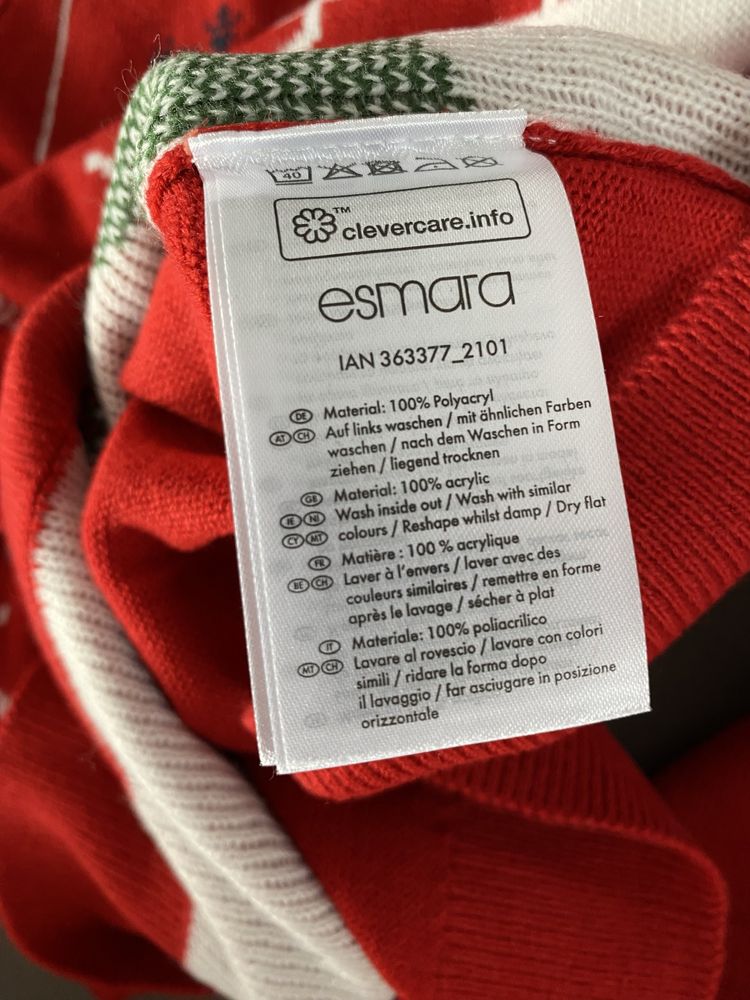 40
™ clevercare.info
esmara
IAN 363377_2101
DE Material: 100% Polyacryl
AT CH Auf links waschen / mit ähnlichen Farben
waschen / nach dem Waschen in Form
ziehen / liegend trocknen
GB Material: 100% acrylic
IE NI Wash inside out / Wash with similar
CY MT colours / Reshape whilst damp / Dry flat
FR Matière : 100 % acrylique
BE CH Laver à l'envers / laver avec des
couleurs similaires / remettre en forme
après le lavage / sécher à plat
IT Materiale: 100% poliacrilico
MT CH Lavare al rovescio / lavare con colori
simili / ridare la forma dopo
il lavaggio / far asciugare in posizione
orizzontale